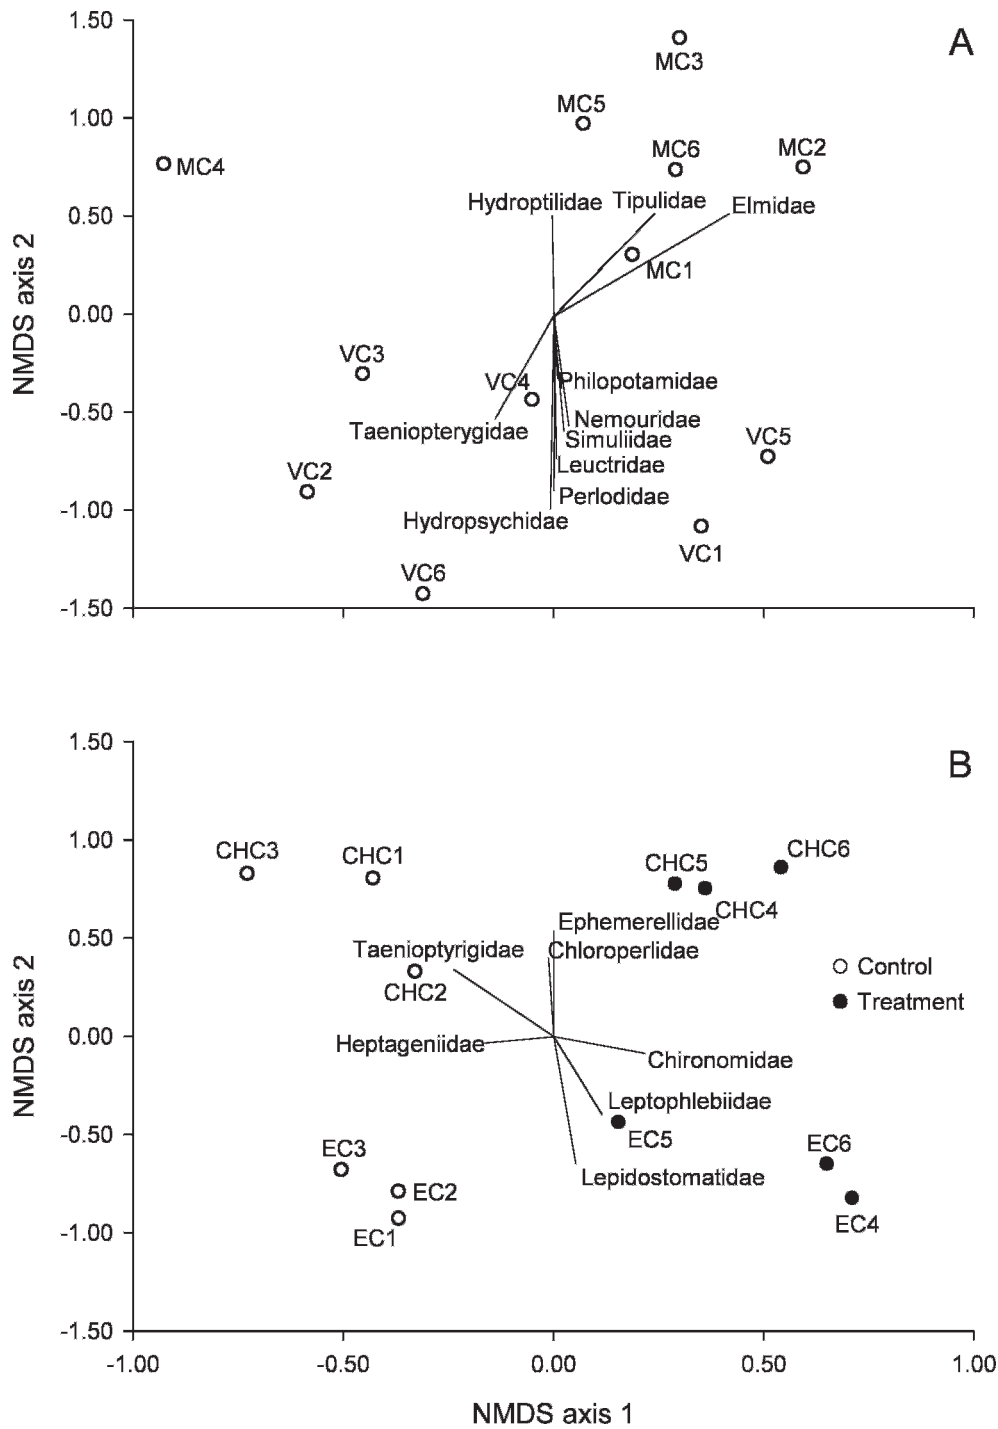 1.50
A
MC3
MC5
1.00
MC6
MC2
MC4
Hydroptilidae
Tipulidae
Elmidae
0.50
MC1
NMDS axis 2
0.00
VC3
VC4
Philopotamidae
-0.50
Nemouridae
Taeniopterygidae
Simuliidae
VC5
VC2
Leuctridae
Perlodidae
-1.00
Hydropsychidae
VC1
VC6
-1.50
1.50
B
CHC3
CHC1
CHC5
CHC6
1.00
CHC4
Ephemerellidae
0.50
Taenioptyrigidae
Chloroperlidae
Control
CHC2
Treatment
NMDS axis 2
0.00
Heptageniidae
Chironomidae
Leptophlebiidae
-0.50
EC3
EC5
EC6
Lepidostomatidae
EC2
EC4
-1.00
EC1
-1.50
-1.00 -0.50 0.00 0.50 1.00
NMDS axis 1